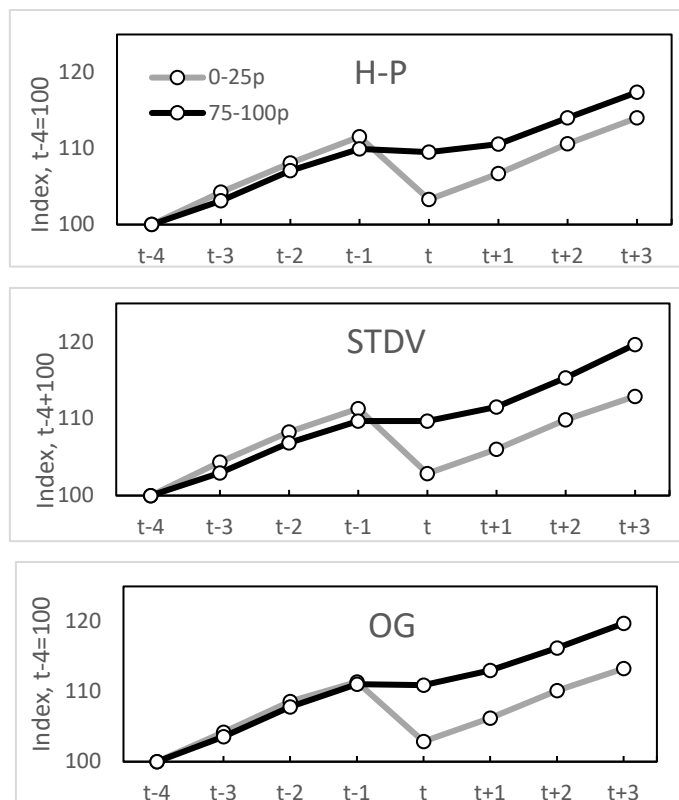 H-P
0-25p
75-100p
Index, t-4=100
120
110
100
t-4 t-3 t-2 t-1 t t+1 t+2 t+3
STDV
Index, t-4+100
120
110
100
t-4 t-3 t-2 t-1 t t+1 t+2 t+3
OG
Index, t-4=100
120
110
100
t-4 t-3 t-2 t-1 t t+1 t+2 t+3